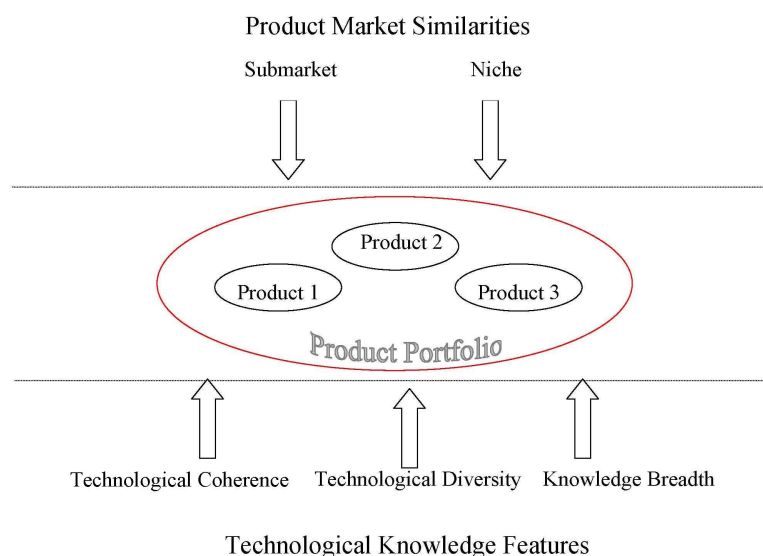 Product Market Similarities
Submarket Niche
Product 2
Product 1 Product 3
Product Portfolio
Technological Coherence Technological Diversity Knowledge Breadth
Technological Knowledge Features